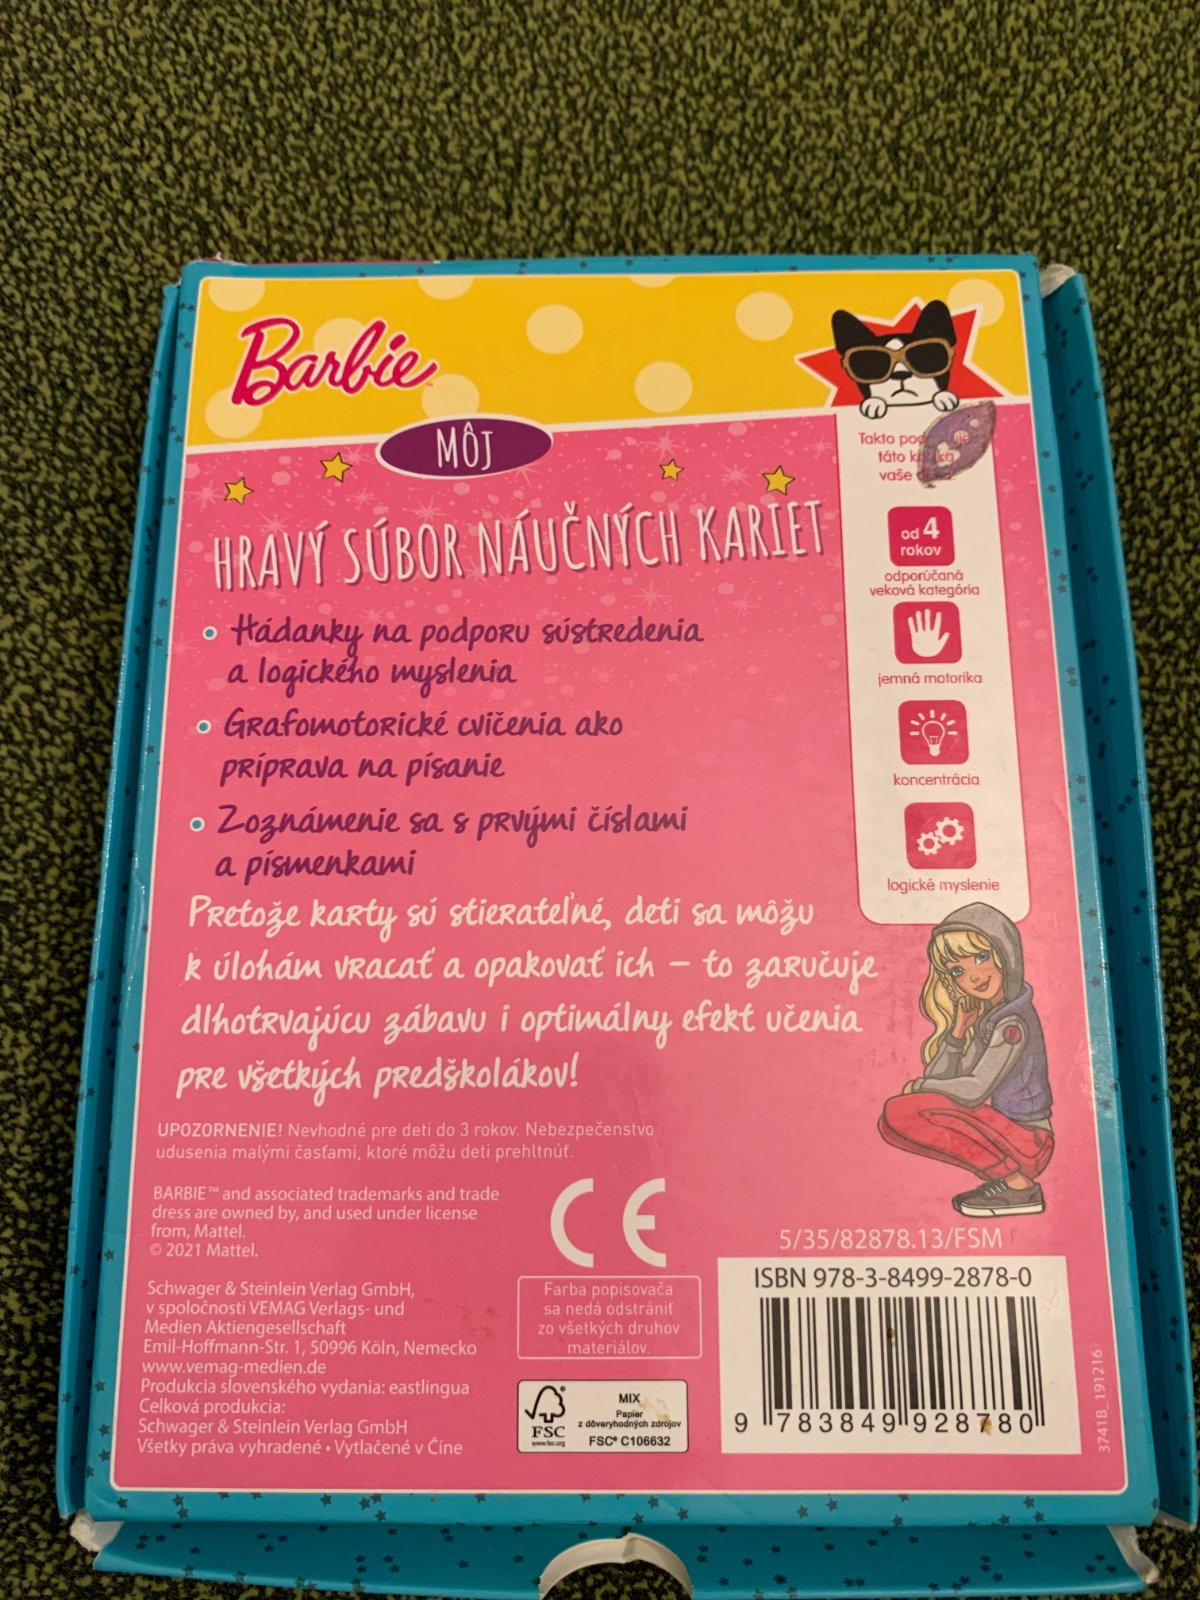 Barbie™
MÔJ
HRAVÝ SÚBOR NÁUČNÝCH KARIET
• Hádanky na podporu sústredenia
a logického myslenia
• Grafomotorické cvičenia ako
príprava na písanie
• Zoznámenie sa s prvými číslami
a písmenkami
Pretože karty sú stierateľné, deti sa môžu
k úlohám vracať a opakovať ich – to zaručuje
dlhotrvajúcu zábavu i optimálny efekt učenia
pre všetkých predškolákov!
Takto
táto
vaše
od 4
rokov
odporúčaná
veková kategória
jemná motorika
koncentrácia
logické myslenie
UPOZORNENIE! Nevhodné pre deti do 3 rokov. Nebezpečenstvo
udusenia malými časťami, ktoré môžu deti prehltnúť.
BARBIE™ and associated trademarks and trade
dress are owned by, and used under license
from, Mattel.
© 2021 Mattel.
CE
Schwager & Steinlein Verlag GmbH,
v spoločnosti VEMAG Verlags- und
Medien Aktiengesellschaft
Emil-Hoffmann-Str. 1, 50996 Köln, Nemecko
www.vemag-medien.de
Produkcia slovenského vydania: eastlingua
Celková produkcia:
Schwager & Steinlein Verlag GmbH
Všetky práva vyhradené • Vytlačené v Číne
Farba popisovača
sa nedá odstrániť
zo všetkých druhov
materiálov.
FSC
www.fsc.org
MIX
Papier
z dôveryhodných zdrojov
FSC® C106632
5/35/82878.13/FSM
ISBN 978-3-8499-2878-0
9 783849 928780
3741B_191216